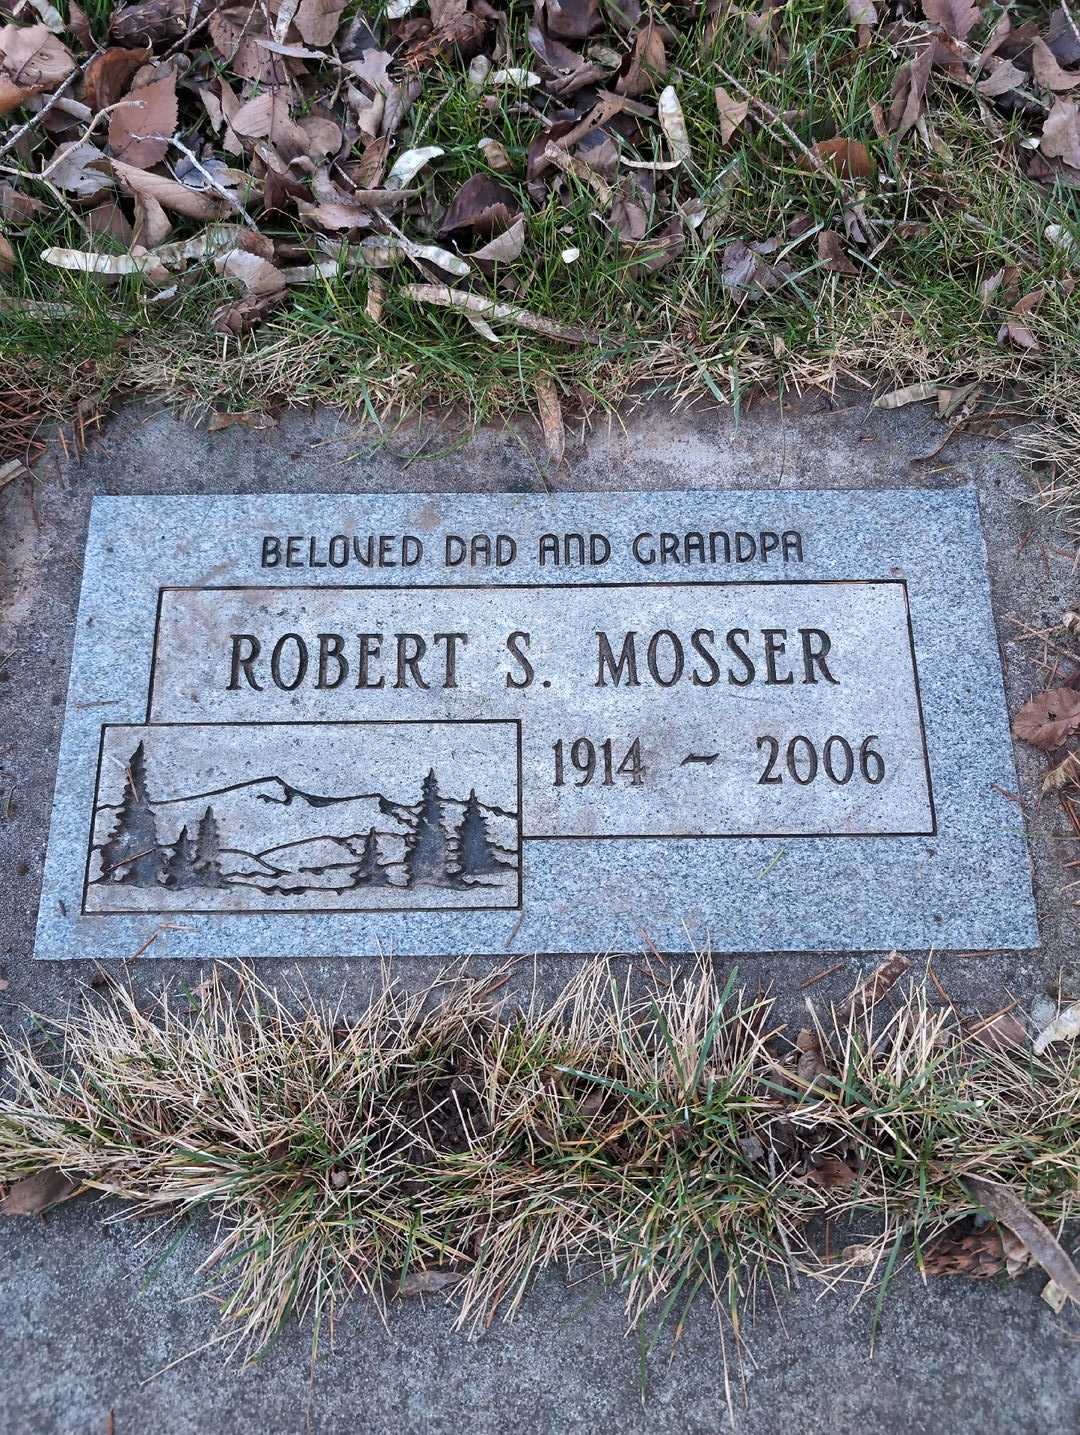 BELOVED DAD AND GRANDPA
ROBERT S. MOSSER
1914 ~ 2006